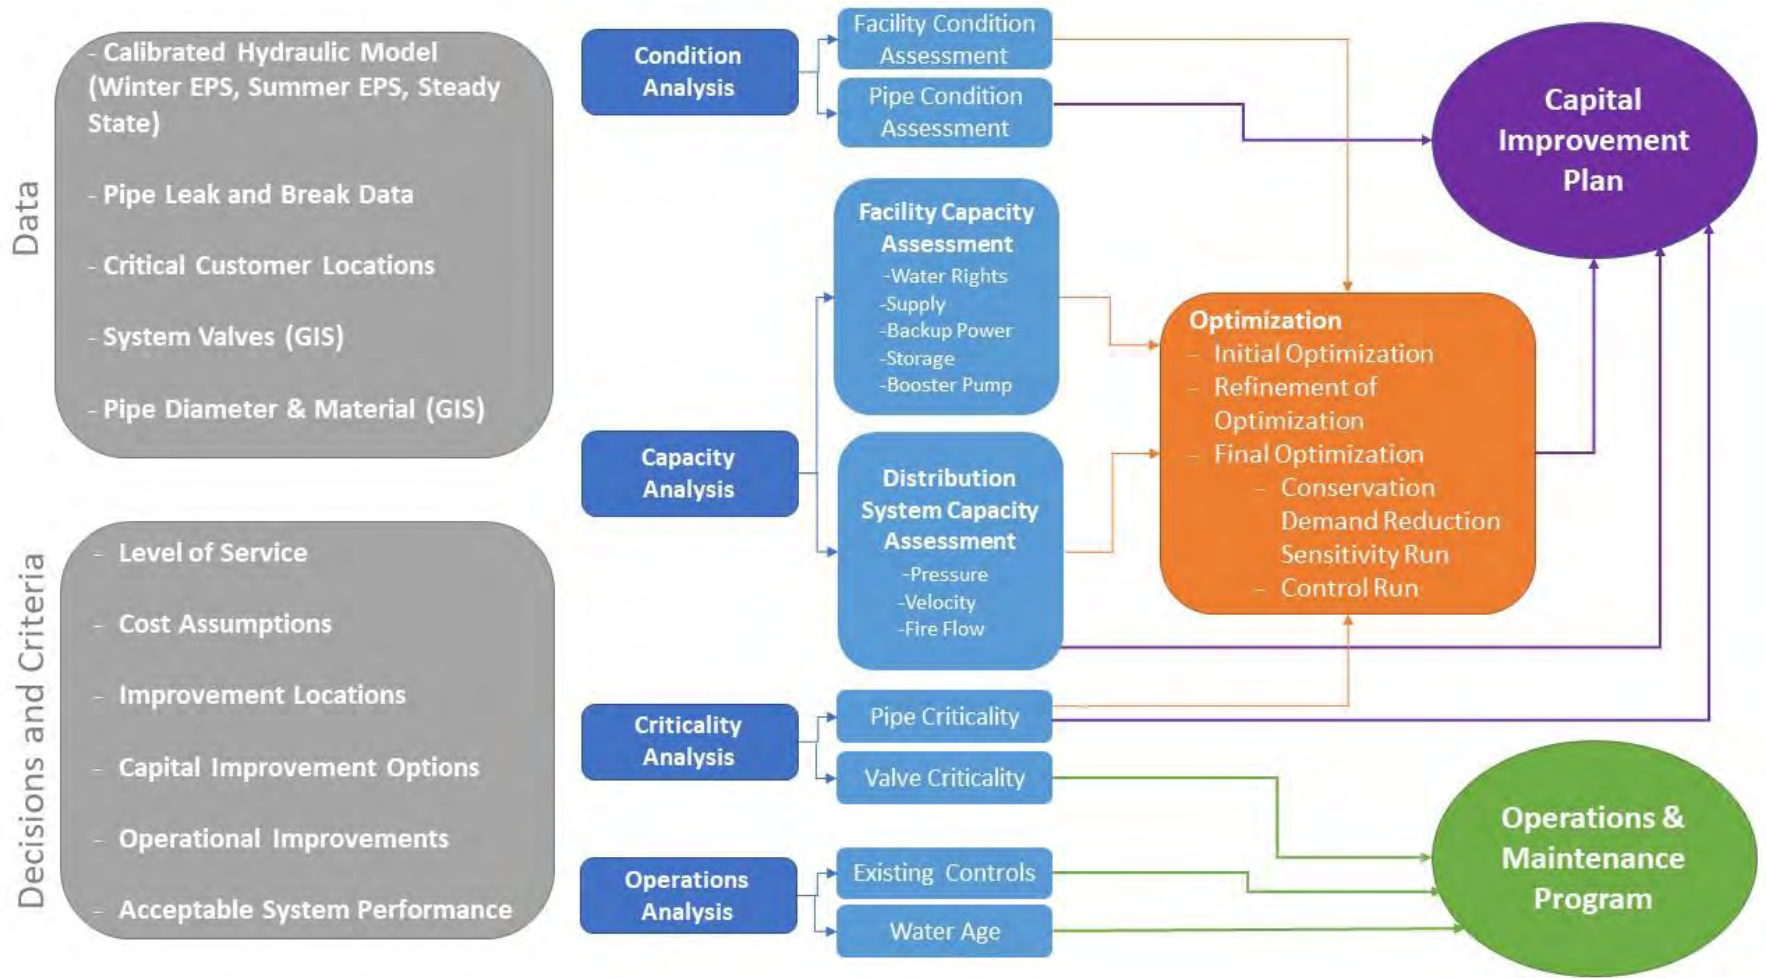 Data
- Calibrated Hydraulic Model
(Winter EPS, Summer EPS, Steady
State)
- Pipe Leak and Break Data
- Critical Customer Locations
- System Valves (GIS)
- Pipe Diameter & Material (GIS)
Decisions and Criteria
- Level of Service
- Cost Assumptions
- Improvement Locations
- Capital Improvement Options
- Operational Improvements
- Acceptable System Performance
Condition
Analysis
Facility Condition
Assessment
Pipe Condition
Assessment
Capacity
Analysis
Facility Capacity
Assessment
-Water Rights
-Supply
-Backup Power
-Storage
-Booster Pump
Distribution
System Capacity
Assessment
-Pressure
-Velocity
-Fire Flow
Criticality
Analysis
Pipe Criticality
Valve Criticality
Operations
Analysis
Existing Controls
Water Age
Optimization
- Initial Optimization
- Refinement of
Optimization
- Final Optimization
- Conservation
Demand Reduction
Sensitivity Run
- Control Run
Capital
Improvement
Plan
Operations &
Maintenance
Program